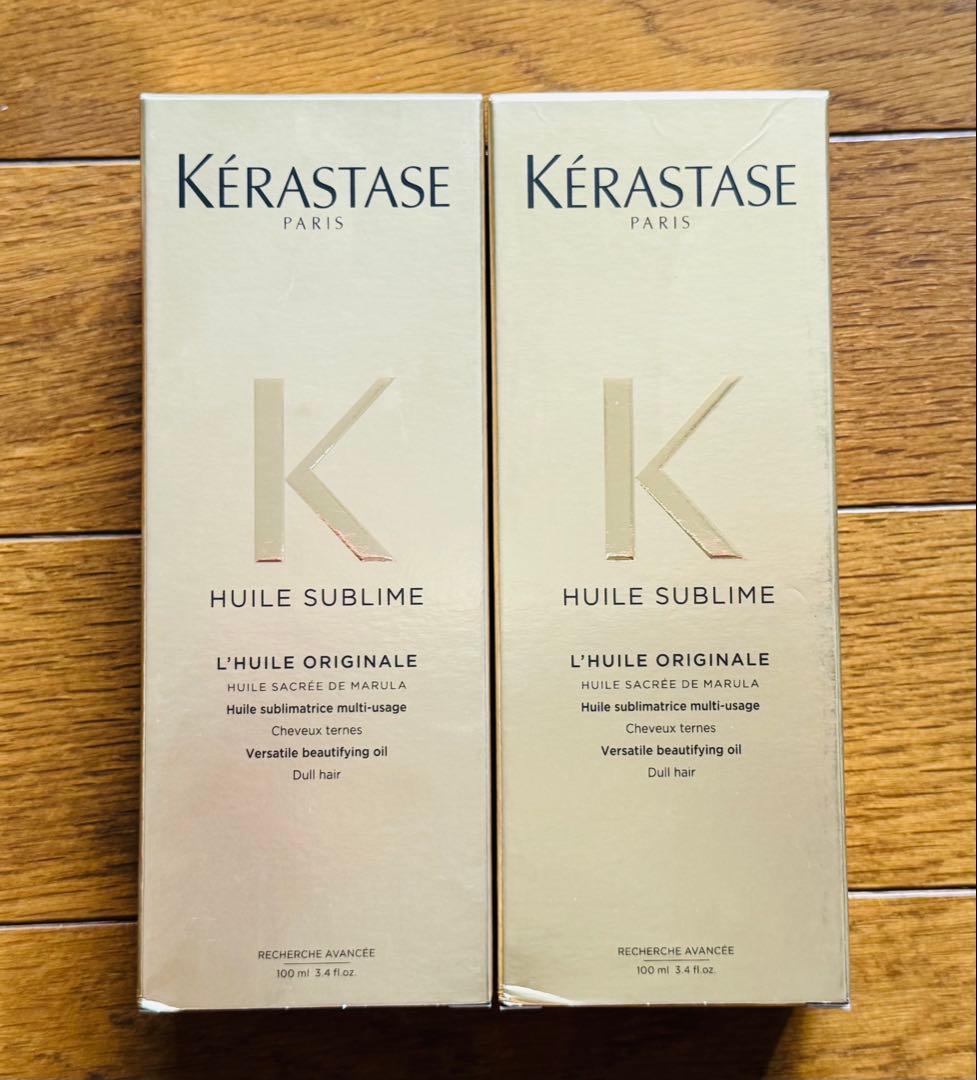 KÉRASTASE
PARIS
K
HUILE SUBLIME
L'HUILE ORIGINALE
HUILE SACRÉE DE MARULA
Huile sublimatrice multi-usage
Cheveux ternes
Versatile beautifying oil
Dull hair
RECHERCHE AVANCÉE
100 ml 3.4 fl.oz.
KÉRASTASE
PARIS
K
HUILE SUBLIME
L'HUILE ORIGINALE
HUILE SACRÉE DE MARULA
Huile sublimatrice multi-usage
Cheveux ternes
Versatile beautifying oil
Dull hair
RECHERCHE AVANCÉE
100 ml 3.4 fl.oz.